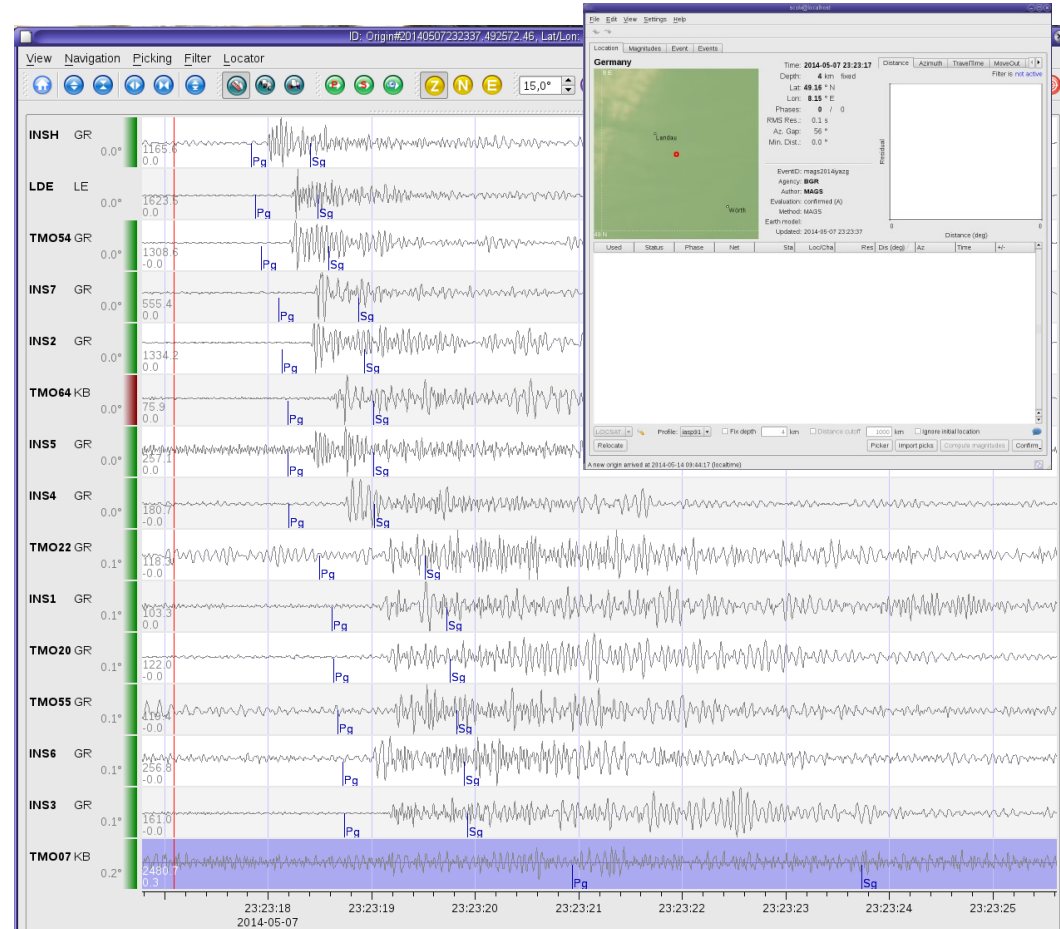 ID: Origin#20140507232337.492572.46, Lat/Lon:
View Navigation Picking Filter Locator
Z N E 15,0°
INSH GR
0.0°
1165.6
0.0
Pg Sg
LDE LE
0.0°
1623.5
0.0
Pg Sg
TMO54 GR
0.0°
1308.6
-0.0
Pg Sg
INS7 GR
0.0°
555.4
0.0
Pg Sg
INS2 GR
0.0°
1334.2
0.0
Pg Sg
TMO64 KB
0.0°
75.9
0.0
Pg Sg
INS5 GR
0.0°
257.1
0.0
Pg Sg
INS4 GR
0.0°
180.7
-0.0
Pg Sg
TMO22 GR
0.1°
118.3
-0.0
Pg Sg
INS1 GR
0.1°
103.3
0.0
Pg Sg
TMO20 GR
0.1°
122.0
-0.0
Pg Sg
TMO55 GR
0.1°
-0.0
Pg Sg
INS6 GR
0.1°
256.8
-0.0
Pg Sg
INS3 GR
0.1°
161.0
-0.0
Pg Sg
TMO07 KB
0.2°
2480.7
0.3
Pg Sg
23:23:18 23:23:19 23:23:20 23:23:21 23:23:22 23:23:23 23:23:24 23:23:25
2014-05-07
scolv@localhost
File Edit View Settings Help
Location Magnitudes Event Events
Germany
8 E
Landau
Wörth
49 N
Time: 2014-05-07 23:23:17
Depth: 4 km fixed
Lat: 49.16 ° N
Lon: 8.15 ° E
Phases: 0 / 0
RMS Res.: 0.1 s
Az. Gap: 56 °
Min. Dist.: 0.0 °
EventID: mags2014yazg
Agency: BGR
Author: MAGS
Evaluation: confirmed (A)
Method: MAGS
Earth model:
Updated: 2014-05-07 23:23:37
Distance Azimuth TravelTime MoveOut
Filter is not active
Residual
0 0
Distance (deg)
Used Status Phase Net Sta Loc/Cha Res Dis (deg) Az Time +/-
LOCSAT Profile: iasp91 Fix depth 4 km Distance cutoff 1000 km Ignore initial location
Relocate Picker Import picks Compute magnitudes Confirm
A new origin arrived at 2014-05-14 09:44:17 (localtime)